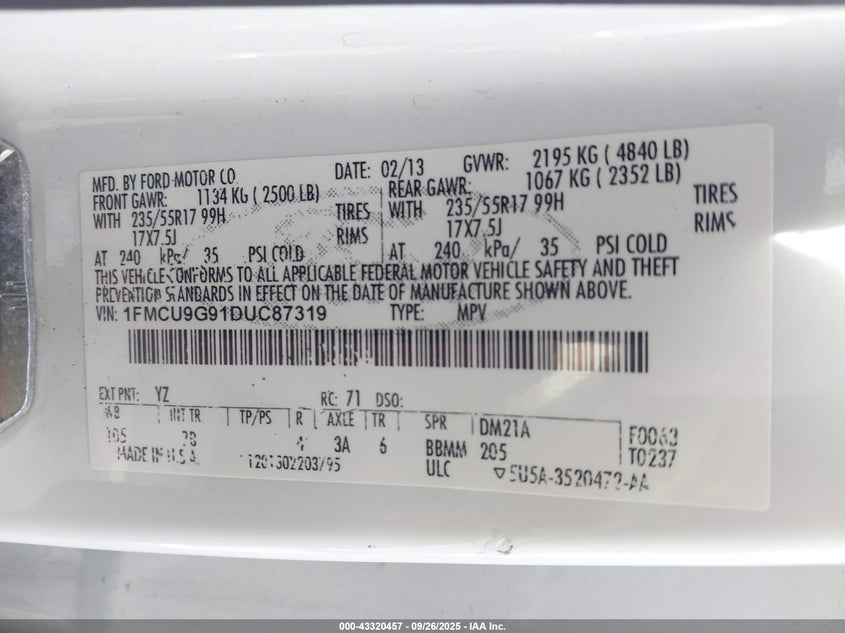 MFD. BY FORD MOTOR CO. DATE: 02/13 GVWR: 2195 KG ( 4840 LB)
FRONT GAWR: 1134 KG ( 2500 LB) REAR GAWR: 1067 KG ( 2352 LB)
WITH 235/55R17 99H TIRES WITH 235/55R17 99H TIRES
17X7.5J RIMS 17X7.5J RIMS
AT 240 kPa/ 35 PSI COLD AT 240 kPa/ 35 PSI COLD
THIS VEHICLE CONFORMS TO ALL APPLICABLE FEDERAL MOTOR VEHICLE SAFETY AND THEFT
PREVENTION STANDARDS IN EFFECT ON THE DATE OF MANUFACTURE SHOWN ABOVE.
VIN: 1FMCU9G91DUC87319 TYPE: MPV
EXT PNT: YZ RC: 71 DSO:
WB INT TR TP/PS R AXLE TR SPR DM21A F0063
105 78 4 3A 6 BBMM 205 T0237
MADE IN U.S.A. ULC 5U5A-3520472-AA
000-43320457 - 09/26/2025 - IAA Inc.